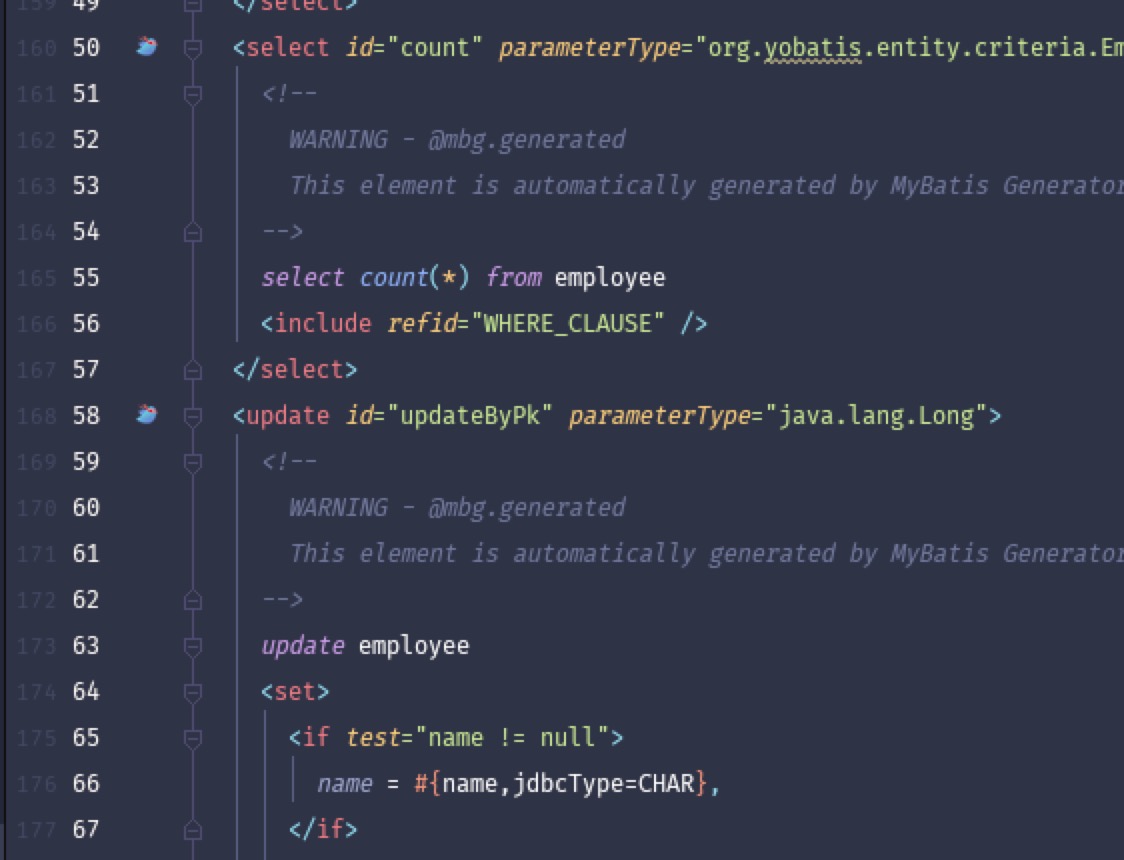 159 49 </select>
160 50 <select id="count" parameterType="org.yobatis.entity.criteria.Em
161 51 <!--
162 52 WARNING - @mbg.generated
163 53 This element is automatically generated by MyBatis Generator
164 54 -->
165 55 select count(*) from employee
166 56 <include refid="WHERE_CLAUSE" />
167 57 </select>
168 58 <update id="updateByPk" parameterType="java.lang.Long">
169 59 <!--
170 60 WARNING - @mbg.generated
171 61 This element is automatically generated by MyBatis Generator
172 62 -->
173 63 update employee
174 64 <set>
175 65 <if test="name != null">
176 66 name = #{name,jdbcType=CHAR},
177 67 </if>